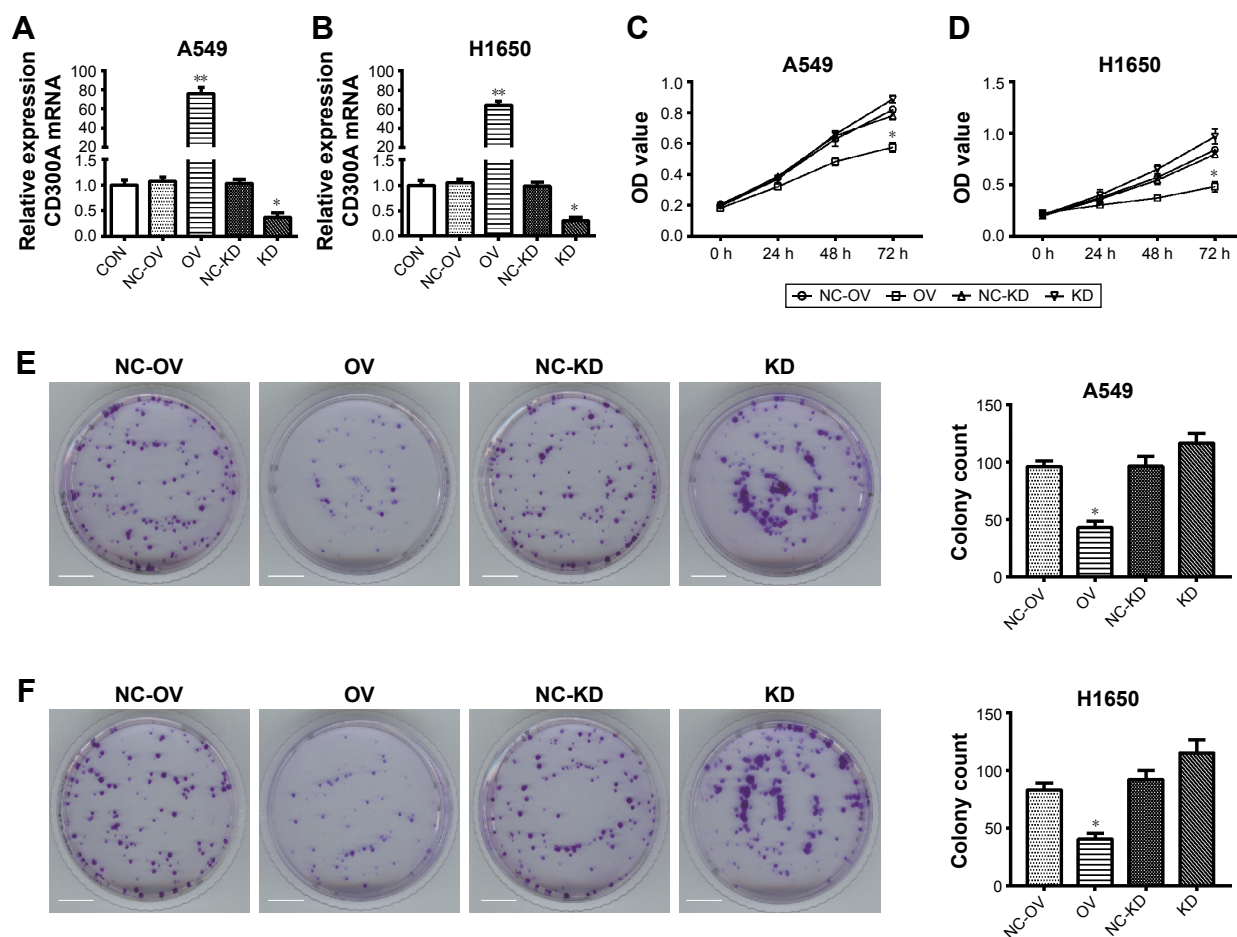 A
A549
Relative expression
CD300A mRNA
100
80
60
40
20
1.5
1.0
0.5
0.0
**
*
CON
NC-OV
OV
NC-KD
KD
B
H1650
Relative expression
CD300A mRNA
100
80
60
40
20
1.5
1.0
0.5
0.0
**
*
CON
NC-OV
OV
NC-KD
KD
C
A549
OD value
1.0
0.8
0.6
0.4
0.2
0.0
*
0 h 24 h 48 h 72 h
D
H1650
OD value
1.5
1.0
0.5
0.0
*
0 h 24 h 48 h 72 h
NC-OV OV NC-KD KD
E
NC-OV OV NC-KD KD
A549
Colony count
150
100
50
0
*
NC-OV
OV
NC-KD
KD
F
NC-OV OV NC-KD KD
H1650
Colony count
150
100
50
0
*
NC-OV
OV
NC-KD
KD